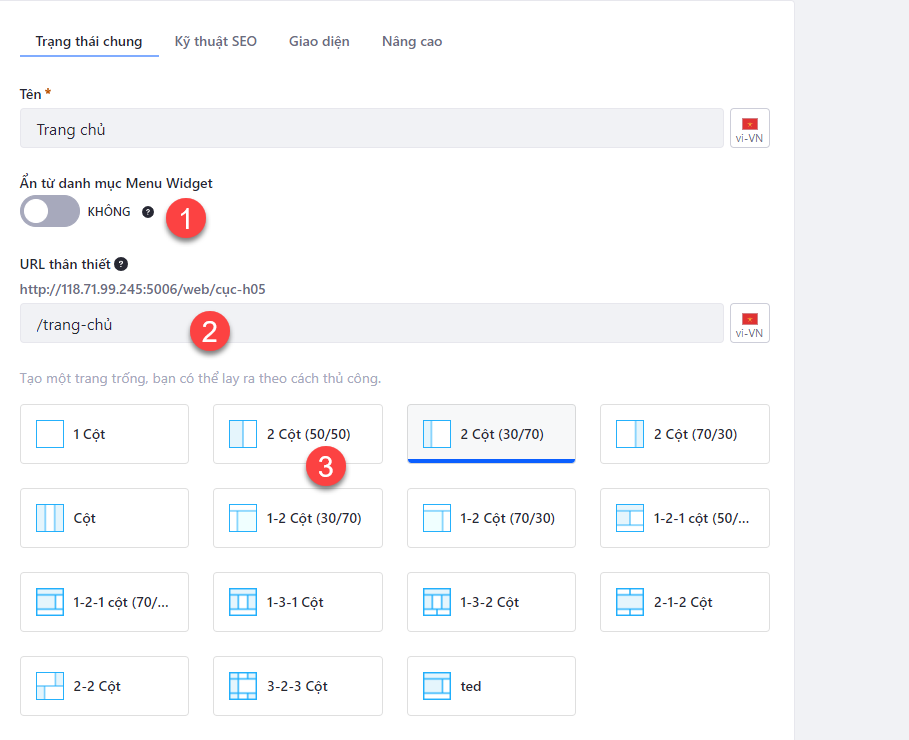 Trạng thái chung Kỹ thuật SEO Giao diện Nâng cao
Tên *
Trang chủ
vi-VN
Ẩn từ danh mục Menu Widget
KHÔNG ? 1
URL thân thiết ?
http://118.71.99.245:5006/web/cục-h05
/trang-chủ 2
vi-VN
Tạo một trang trống, bạn có thể lay ra theo cách thủ công.
1 Cột 2 Cột (50/50) 2 Cột (30/70) 2 Cột (70/30)
3
Cột 1-2 Cột (30/70) 1-2 Cột (70/30) 1-2-1 cột (50/...
1-2-1 cột (70/... 1-3-1 Cột 1-3-2 Cột 2-1-2 Cột
2-2 Cột 3-2-3 Cột ted